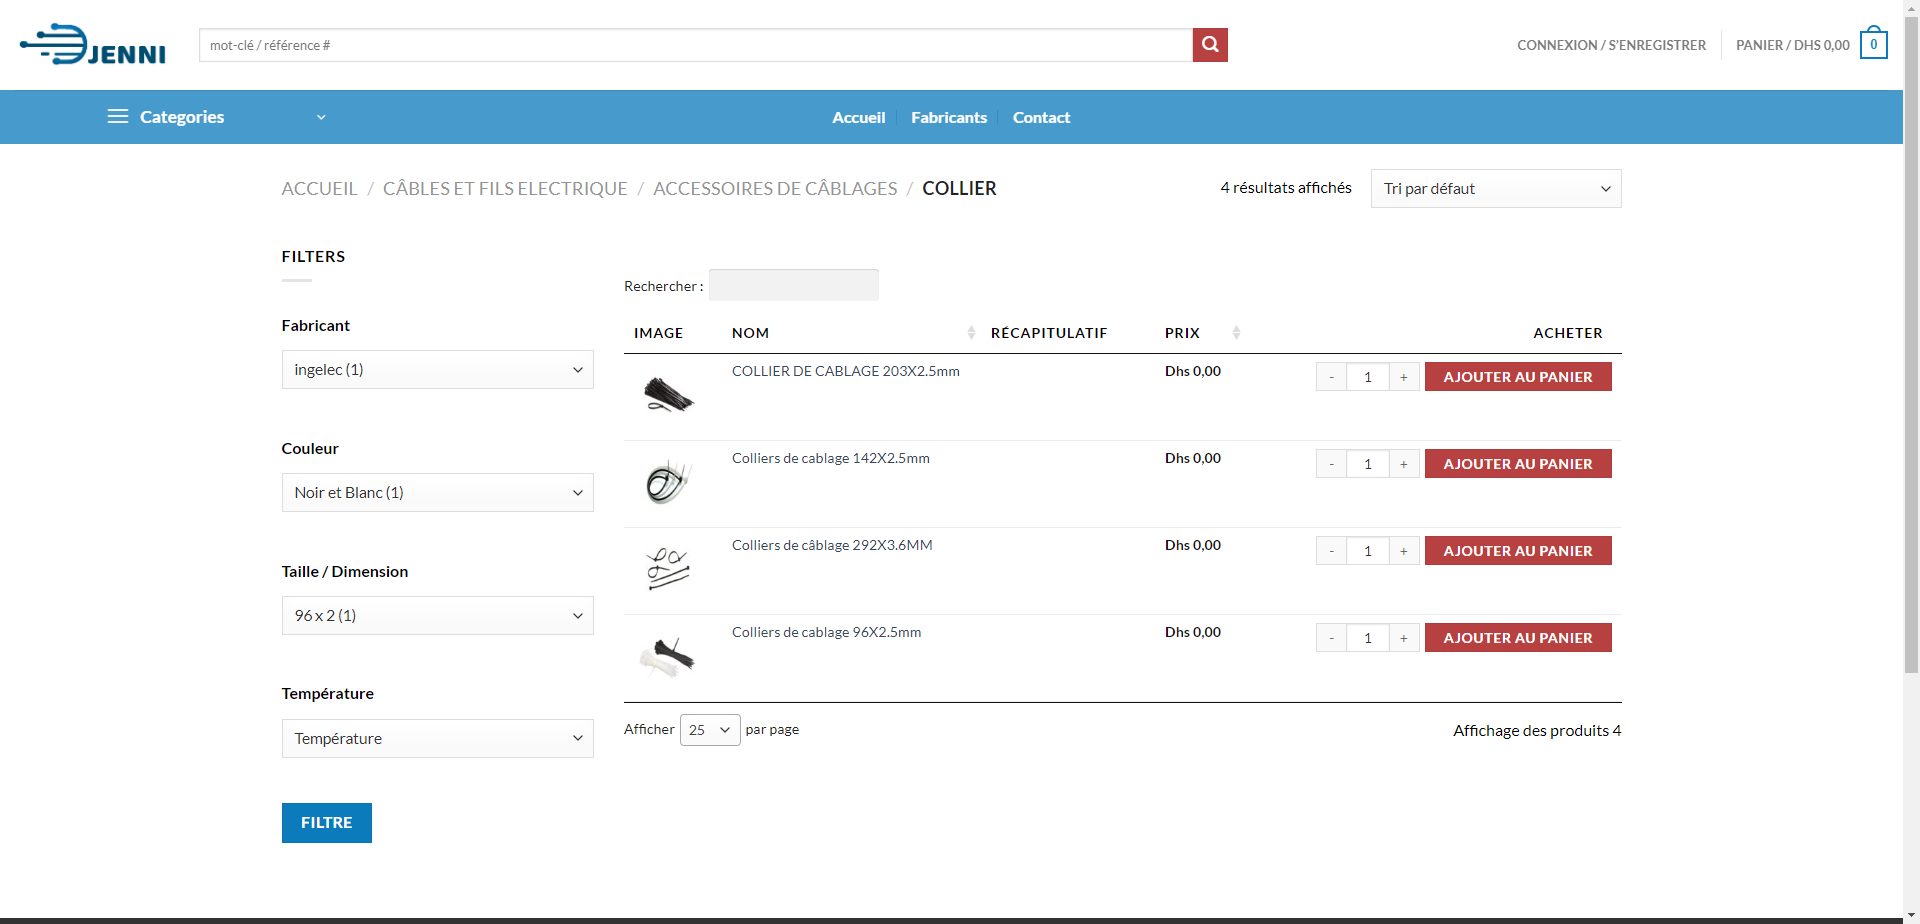 JENNI
mot-clé / référence #
CONNEXION / S'ENREGISTRER
PANIER / DHS 0,00
0
Categories
Accueil
Fabricants
Contact
ACCUEIL / CÂBLES ET FILS ELECTRIQUE / ACCESSOIRES DE CÂBLAGES / COLLIER
4 résultats affichés
Tri par défaut
FILTERS
Fabricant
ingelec (1)
Couleur
Noir et Blanc (1)
Taille / Dimension
96 x 2 (1)
Température
Température
FILTRE
Rechercher :
IMAGE NOM RÉCAPITULATIF PRIX ACHETER
COLLIER DE CABLAGE 203X2.5mm Dhs 0,00 - 1 + AJOUTER AU PANIER
Colliers de cablage 142X2.5mm Dhs 0,00 - 1 + AJOUTER AU PANIER
Colliers de câblage 292X3.6MM Dhs 0,00 - 1 + AJOUTER AU PANIER
Colliers de cablage 96X2.5mm Dhs 0,00 - 1 + AJOUTER AU PANIER
Afficher 25 par page
Affichage des produits 4